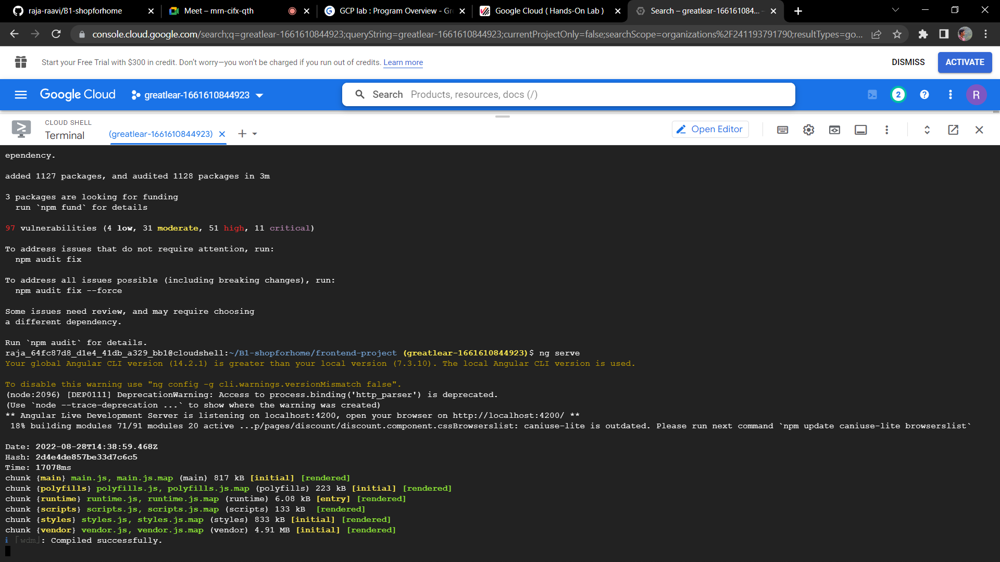 raja-raavi/B1-shopforhome
Meet – mrn-cifx-qth
GCP lab : Program Overview - Gr
Google Cloud ( Hands-On Lab )
Search – greatlear-166161084...
console.cloud.google.com/search;q=greatlear-1661610844923;queryString=greatlear-1661610844923;currentProjectOnly=false;searchScope=organizations%2F241193791790;resultTypes=go...
Start your Free Trial with $300 in credit. Don't worry—you won't be charged if you run out of credits. Learn more
DISMISS
ACTIVATE
Google Cloud
greatlear-1661610844923
Search Products, resources, docs (/)
2
R
CLOUD SHELL
Terminal
(greatlear-1661610844923)
Open Editor
ependency.
added 1127 packages, and audited 1128 packages in 3m
3 packages are looking for funding
run `npm fund` for details
97 vulnerabilities (4 low, 31 moderate, 51 high, 11 critical)
To address issues that do not require attention, run:
npm audit fix
To address all issues possible (including breaking changes), run:
npm audit fix --force
Some issues need review, and may require choosing
a different dependency.
Run `npm audit` for details.
raja_64fc87d8_d1e4_41db_a329_bb1@cloudshell:~/B1-shopforhome/frontend-project (greatlear-1661610844923)$ ng serve
Your global Angular CLI version (14.2.1) is greater than your local version (7.3.10). The local Angular CLI version is used.
To disable this warning use "ng config -g cli.warnings.versionMismatch false".
(node:2096) [DEP0111] DeprecationWarning: Access to process.binding('http_parser') is deprecated.
(Use `node --trace-deprecation ...` to show where the warning was created)
** Angular Live Development Server is listening on localhost:4200, open your browser on http://localhost:4200/ **
18% building modules 71/91 modules 20 active ...p/pages/discount/discount.component.cssBrowserslist: caniuse-lite is outdated. Please run next command `npm update caniuse-lite browserslist`
Date: 2022-08-28T14:38:59.468Z
Hash: 2d4e4de857be33d7c6c5
Time: 17078ms
chunk {main} main.js, main.js.map (main) 817 kB [initial] [rendered]
chunk {polyfills} polyfills.js, polyfills.js.map (polyfills) 223 kB [initial] [rendered]
chunk {runtime} runtime.js, runtime.js.map (runtime) 6.08 kB [entry] [rendered]
chunk {scripts} scripts.js, scripts.js.map (scripts) 133 kB [rendered]
chunk {styles} styles.js, styles.js.map (styles) 833 kB [initial] [rendered]
chunk {vendor} vendor.js, vendor.js.map (vendor) 4.91 MB [initial] [rendered]
ℹ ｢wdm｣: Compiled successfully.